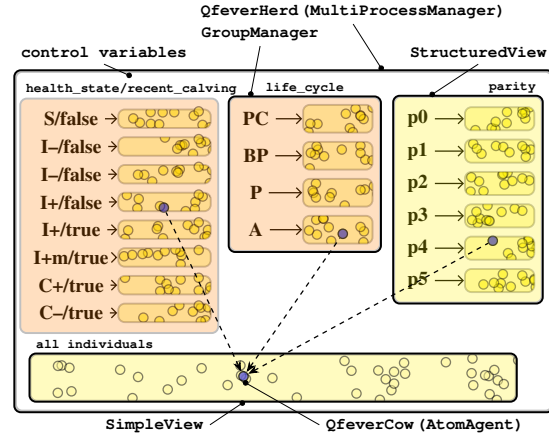 QfeverHerd (MultiProcessManager)
GroupManager
control variables
StructuredView
health_state/recent_calving
life_cycle
parity
S/false
I–/false
I–/false
I+/false
I+/true
I+m/true
C+/true
C–/true
PC
BP
P
A
p0
p1
p2
p3
p4
p5
all individuals
SimpleView
QfeverCow (AtomAgent)